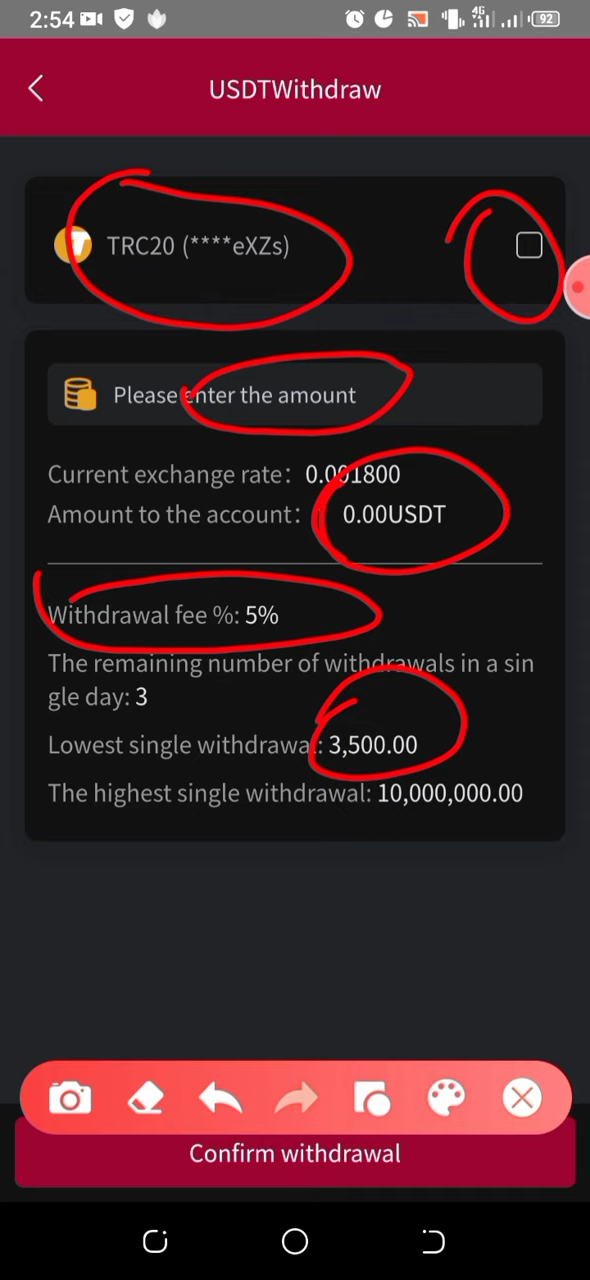 2:54
4G
92
USDTWithdraw
TRC20 (****eXZs)
Please enter the amount
Current exchange rate： 0.001800
Amount to the account： 0.00USDT
Withdrawal fee %: 5%
The remaining number of withdrawals in a sin
gle day: 3
Lowest single withdrawal: 3,500.00
The highest single withdrawal: 10,000,000.00
Confirm withdrawal